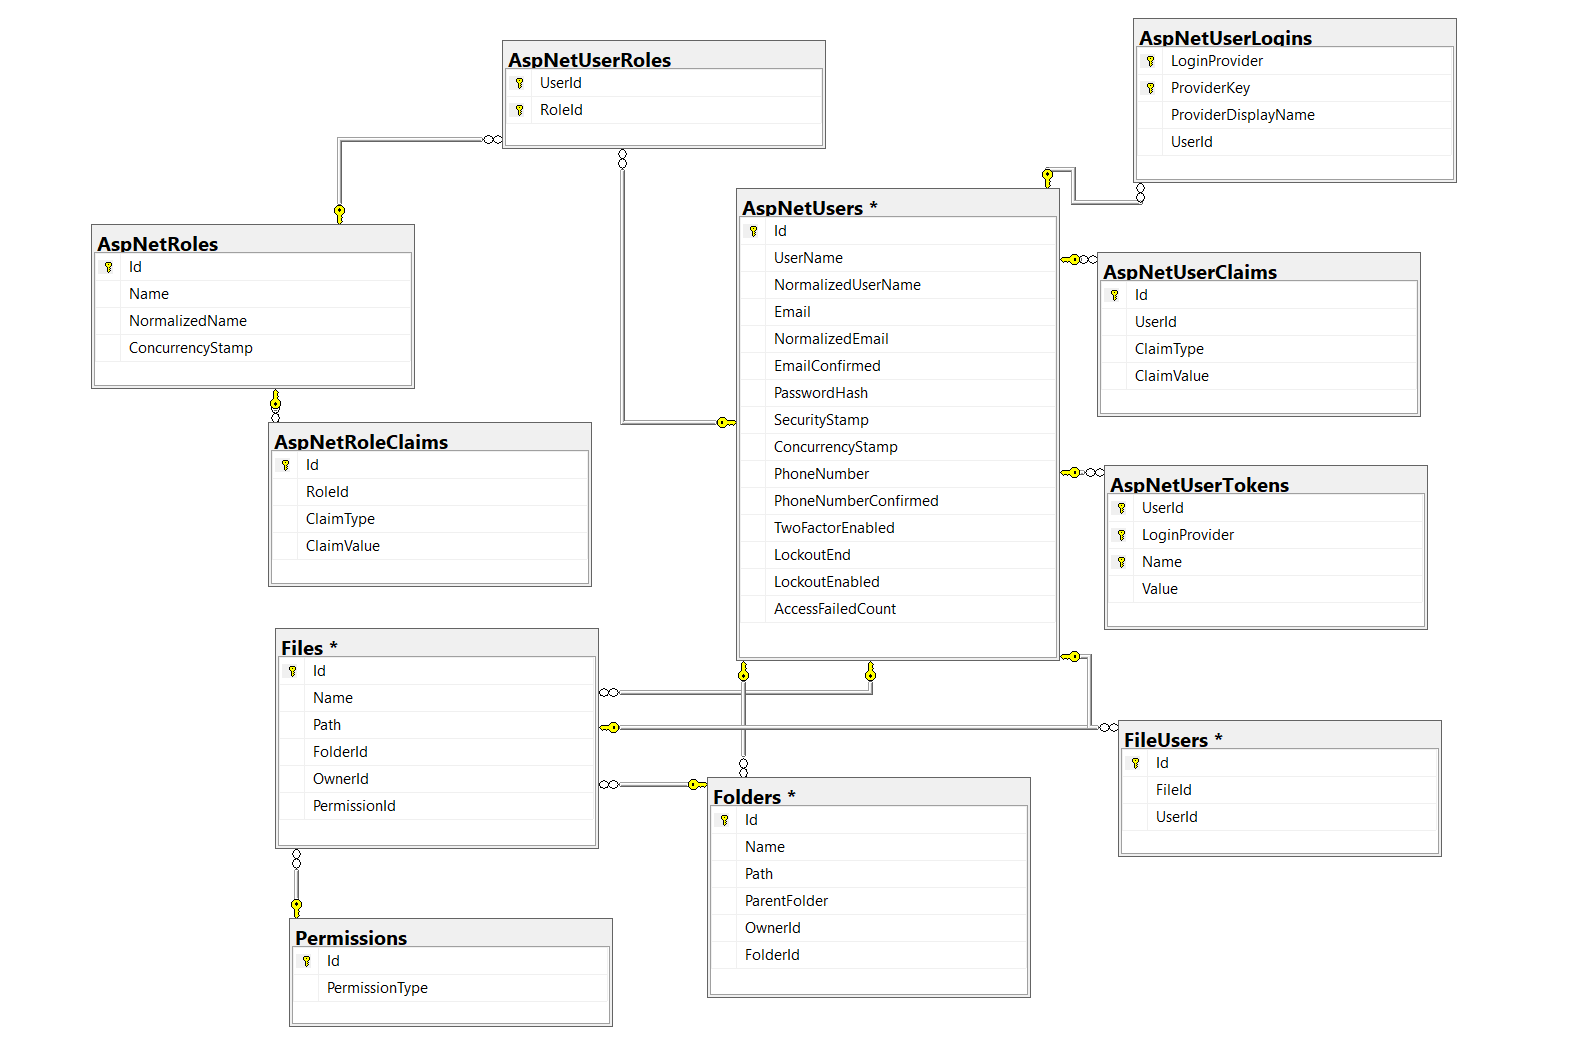 AspNetUserRoles
UserId
RoleId
AspNetUserLogins
LoginProvider
ProviderKey
ProviderDisplayName
UserId
AspNetUsers *
Id
UserName
NormalizedUserName
Email
NormalizedEmail
EmailConfirmed
PasswordHash
SecurityStamp
ConcurrencyStamp
PhoneNumber
PhoneNumberConfirmed
TwoFactorEnabled
LockoutEnd
LockoutEnabled
AccessFailedCount
AspNetRoles
Id
Name
NormalizedName
ConcurrencyStamp
AspNetUserClaims
Id
UserId
ClaimType
ClaimValue
AspNetRoleClaims
Id
RoleId
ClaimType
ClaimValue
AspNetUserTokens
UserId
LoginProvider
Name
Value
Files *
Id
Name
Path
FolderId
OwnerId
PermissionId
FileUsers *
Id
FileId
UserId
Folders *
Id
Name
Path
ParentFolder
OwnerId
FolderId
Permissions
Id
PermissionType